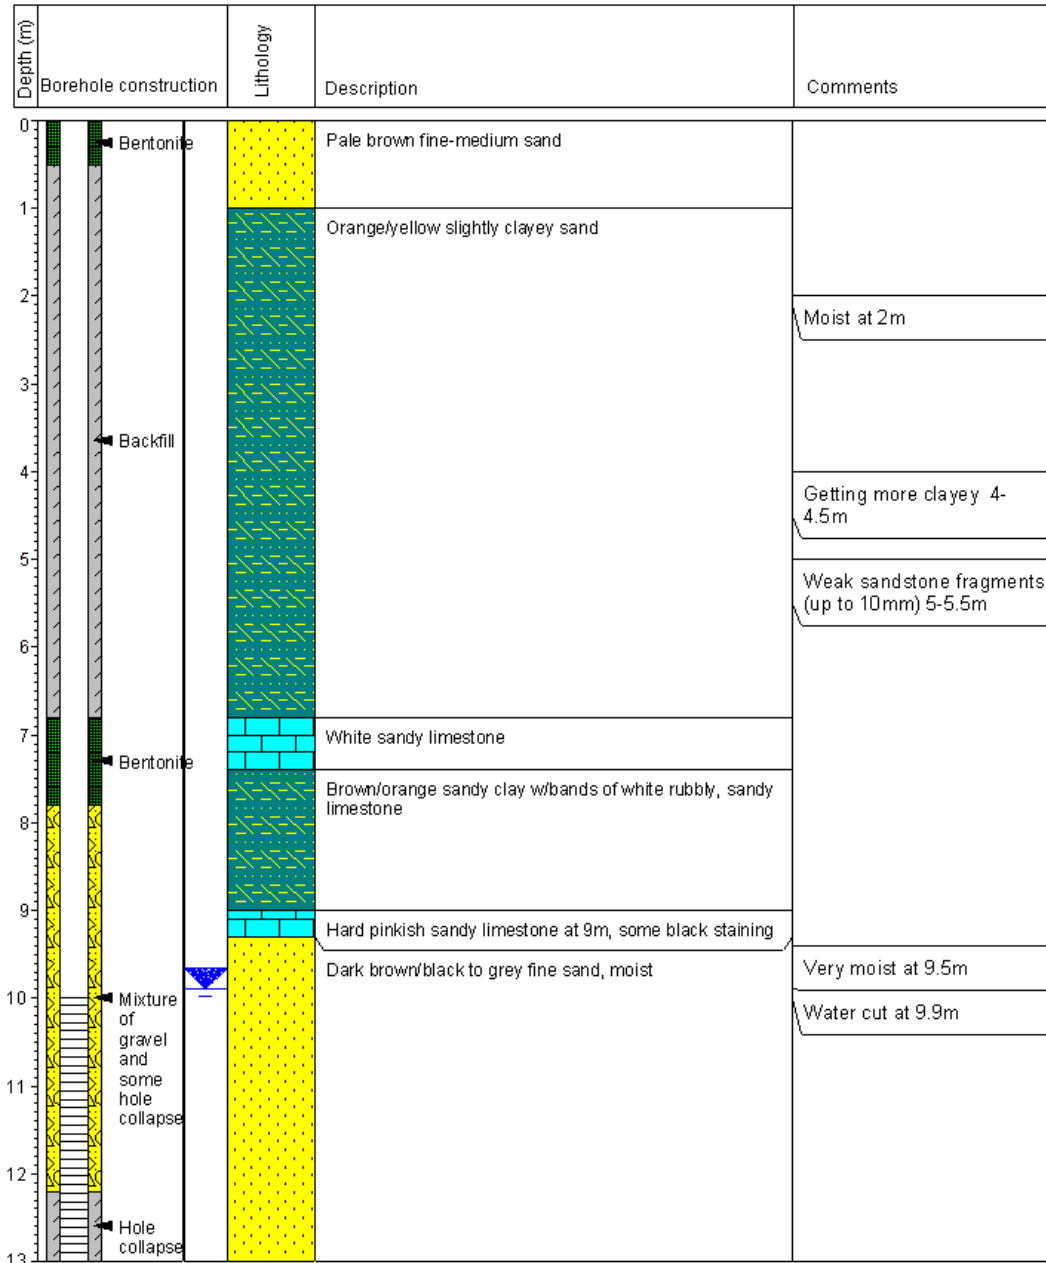 Depth (m)
Borehole construction
Lithology
Description
Comments
0
Bentonite
Pale brown fine-medium sand
1
Orange/yellow slightly clayey sand
2
Moist at 2m
3
Backfill
4
Getting more clayey 4-
4.5m
5
Weak sandstone fragments
(up to 10mm) 5-5.5m
6
7
White sandy limestone
Bentonite
Brown/orange sandy clay w/bands of white rubbly, sandy
limestone
8
9
Hard pinkish sandy limestone at 9m, some black staining
Dark brown/black to grey fine sand, moist
Very moist at 9.5m
10
Mixture
of
gravel
and
some
hole
collapse
Water cut at 9.9m
11
12
Hole
collapse
13